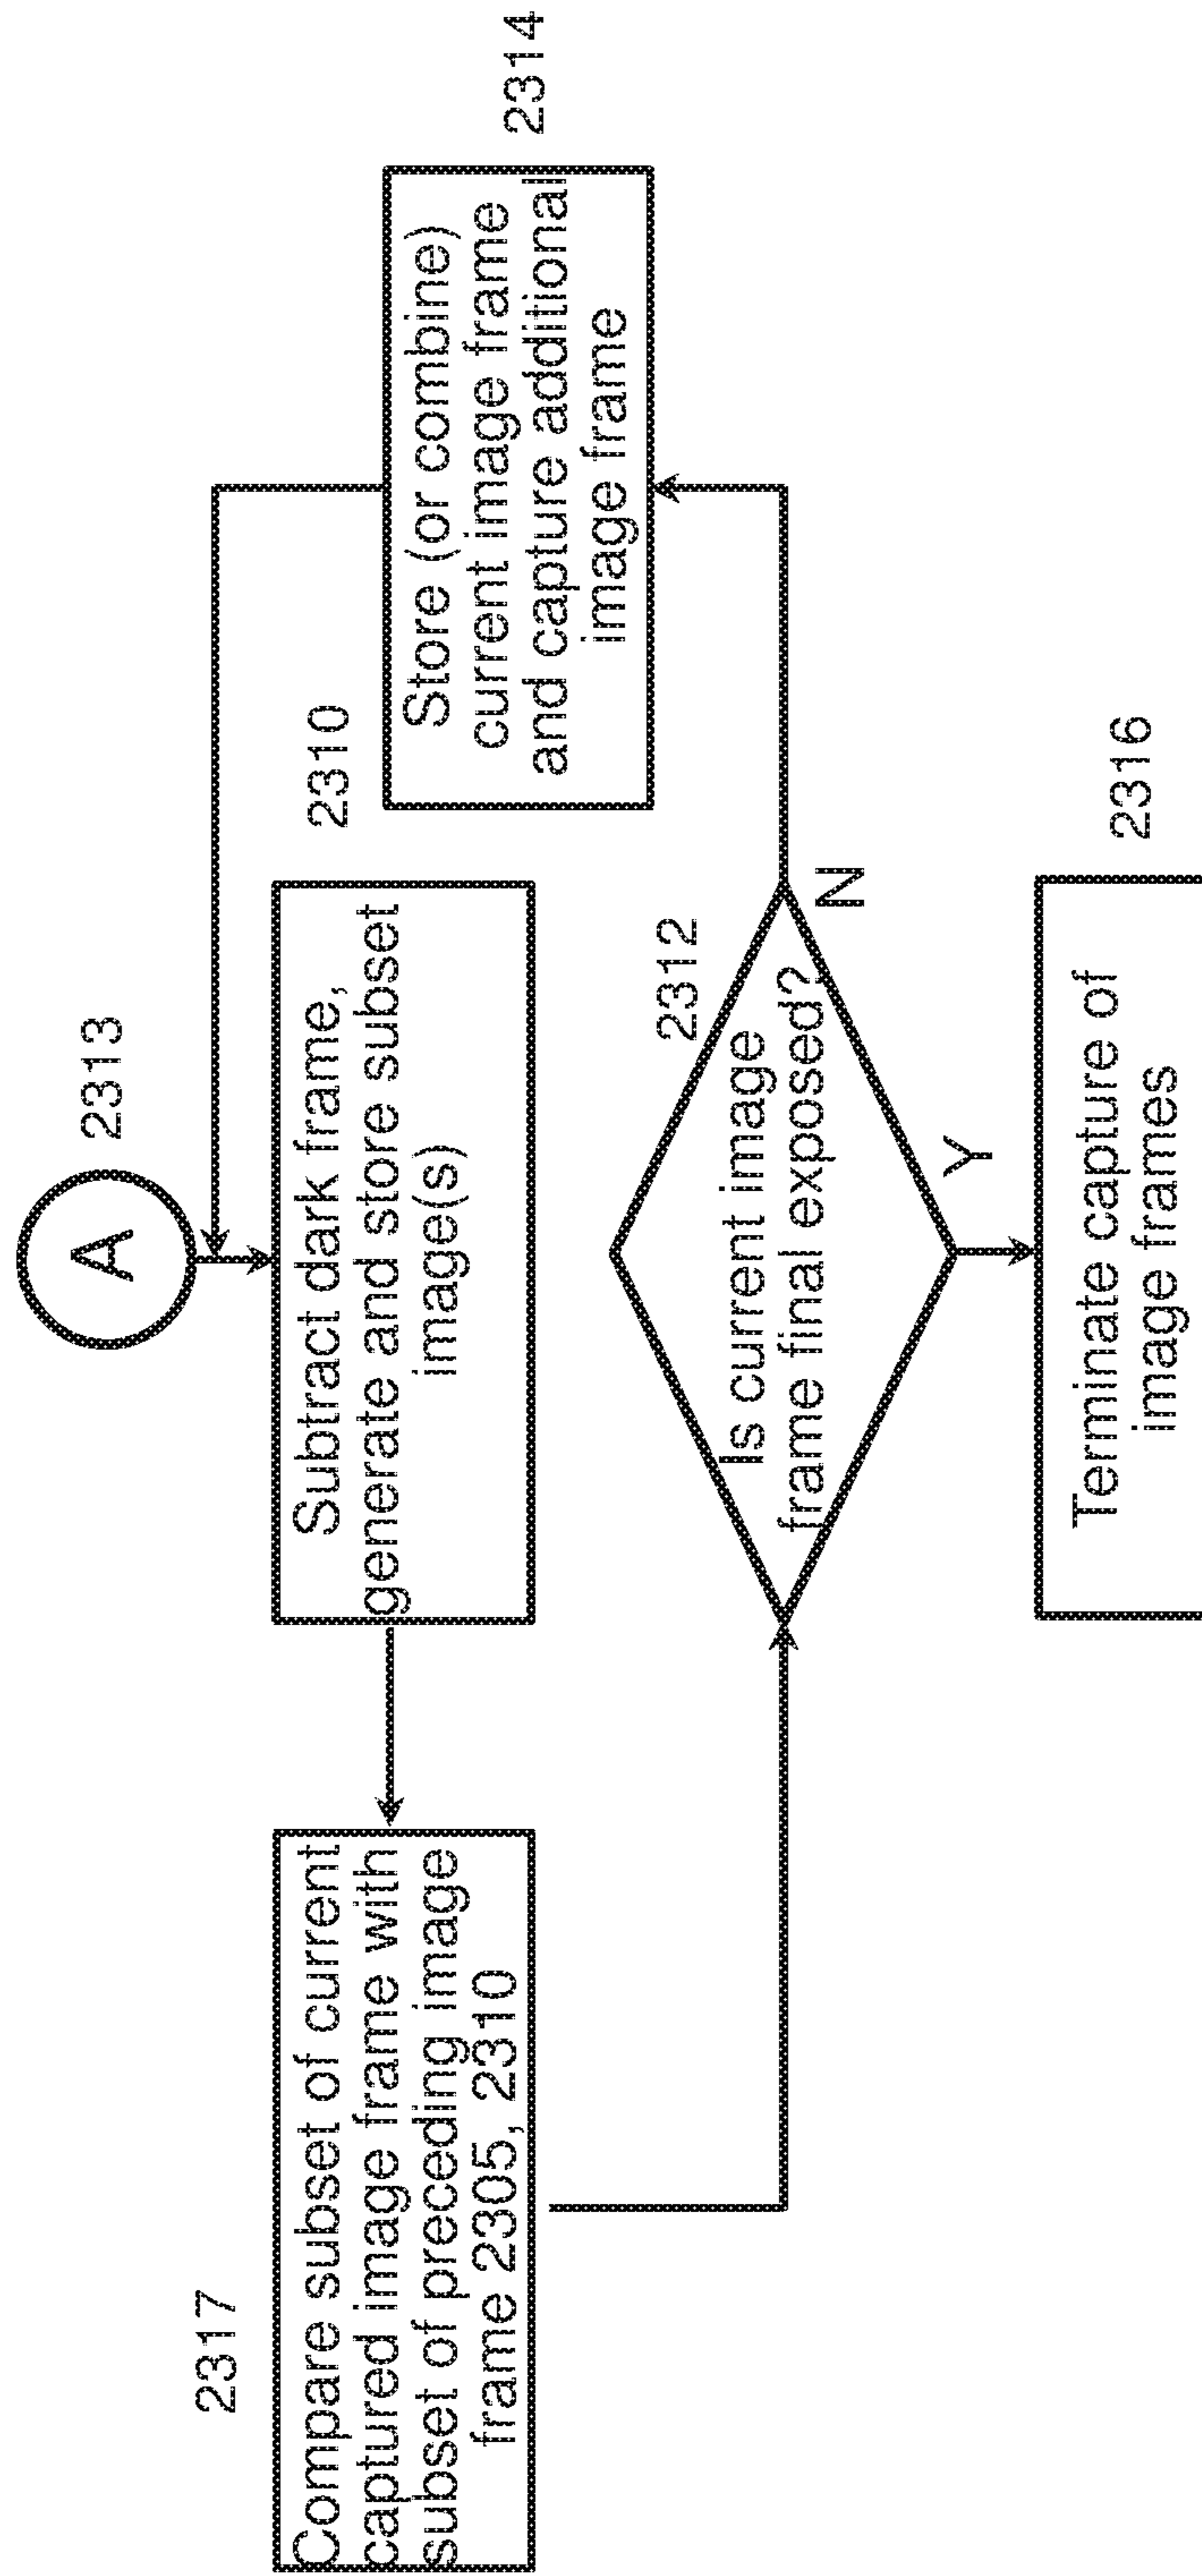 A
2313
2310
Subtract dark frame,
generate and store subset
image(s)
2314
Store (or combine)
current image frame
and capture additional
image frame
2317
Compare subset of current
captured image frame with
subset of preceding image
frame 2305, 2310
2312
Is current image
frame final exposed?
N
Y
2316
Terminate capture of
image frames